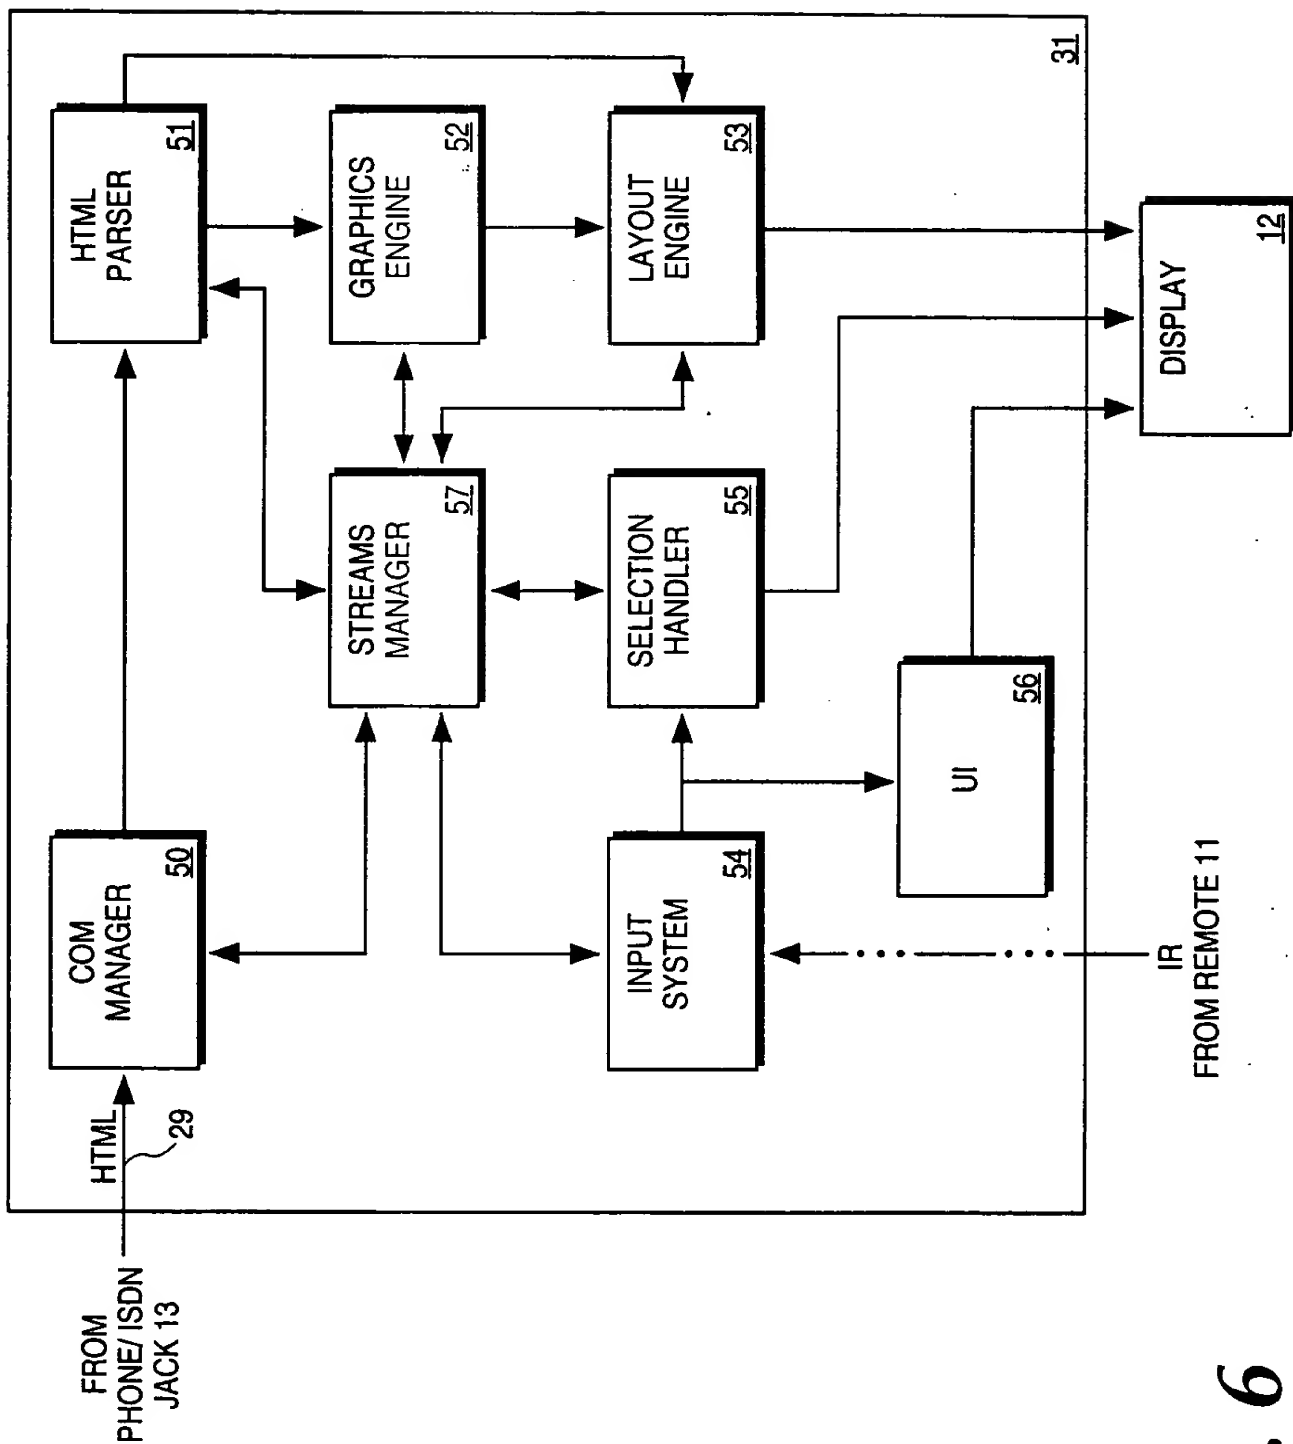 FROM
PHONE/ ISDN
JACK 13
HTML
29
COM
MANAGER
50
HTML
PARSER
51
STREAMS
MANAGER
57
GRAPHICS
ENGINE
52
INPUT
SYSTEM
54
SELECTION
HANDLER
55
LAYOUT
ENGINE
53
UI
56
31
IR
FROM REMOTE 11
DISPLAY
12
. 6